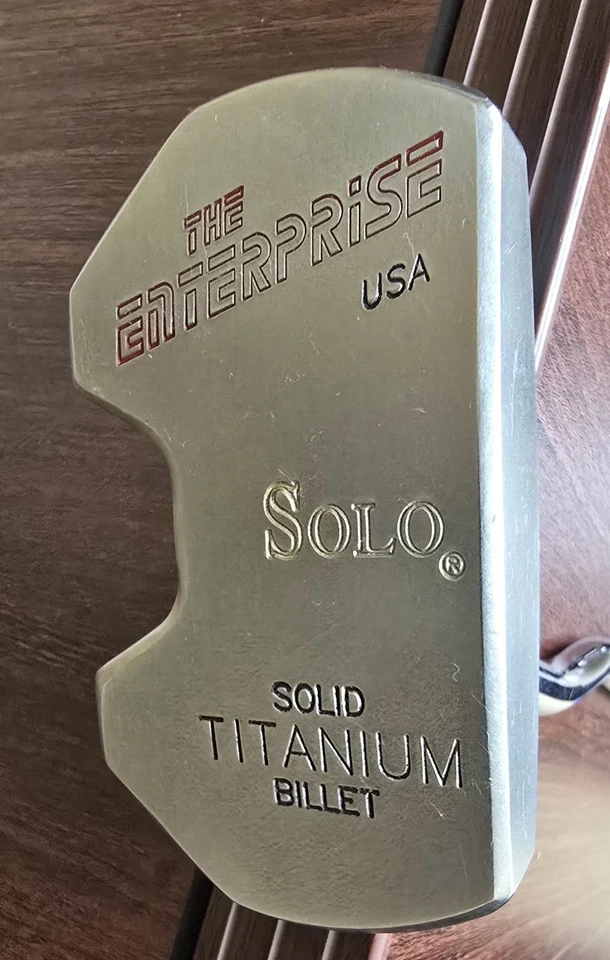 THE
ENTERPRiSE
USA
SOLO®
SOLID
TITANIUM
BILLET